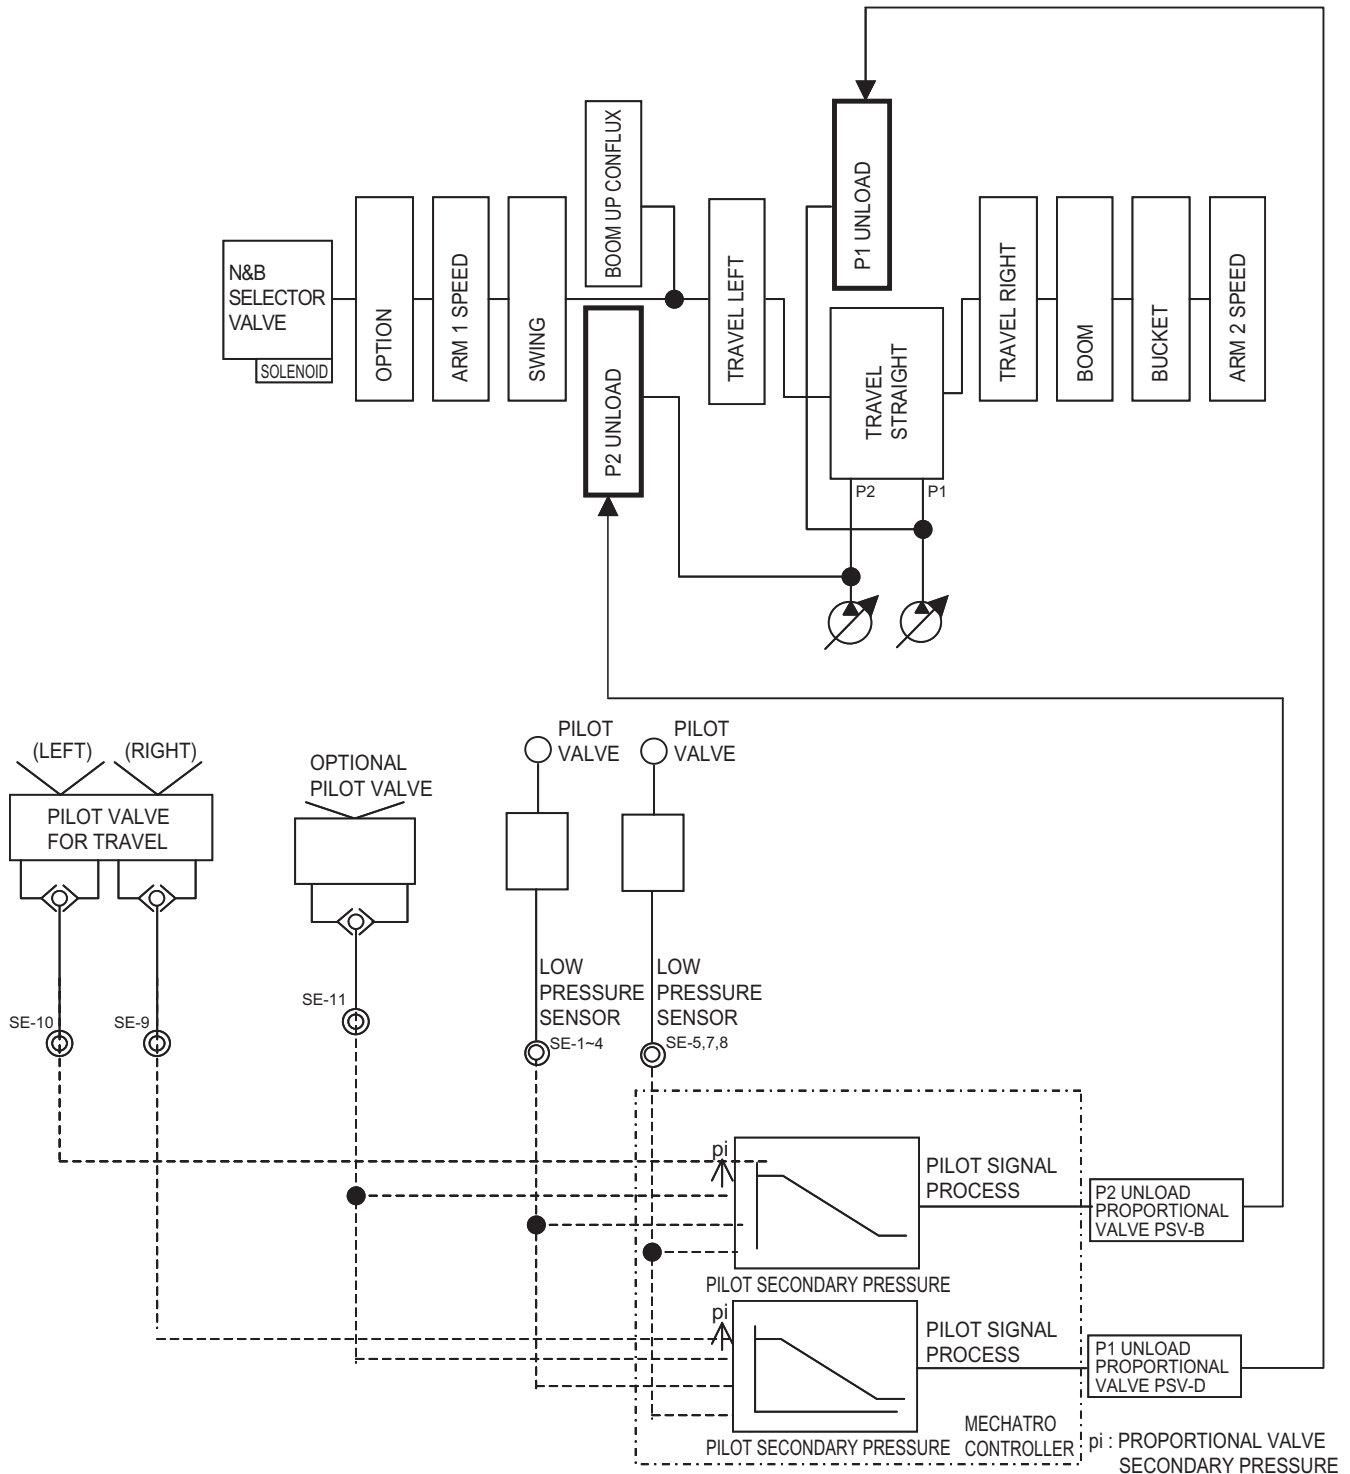 BOOM UP CONFLUX
P1 UNLOAD
N&B
SELECTOR
VALVE
SOLENOID
OPTION
ARM 1 SPEED
SWING
P2 UNLOAD
TRAVEL LEFT
TRAVEL
STRAIGHT
TRAVEL RIGHT
BOOM
BUCKET
ARM 2 SPEED
P2
P1
(LEFT)
(RIGHT)
PILOT VALVE
FOR TRAVEL
OPTIONAL
PILOT VALVE
PILOT
VALVE
PILOT
VALVE
SE-10
SE-9
SE-11
LOW
PRESSURE
SENSOR
SE-1~4
LOW
PRESSURE
SENSOR
SE-5,7,8
pi
PILOT SIGNAL
PROCESS
P2 UNLOAD
PROPORTIONAL
VALVE PSV-B
PILOT SECONDARY PRESSURE
pi
PILOT SIGNAL
PROCESS
P1 UNLOAD
PROPORTIONAL
VALVE PSV-D
PILOT SECONDARY PRESSURE
MECHATRO
CONTROLLER
pi : PROPORTIONAL VALVE
SECONDARY PRESSURE